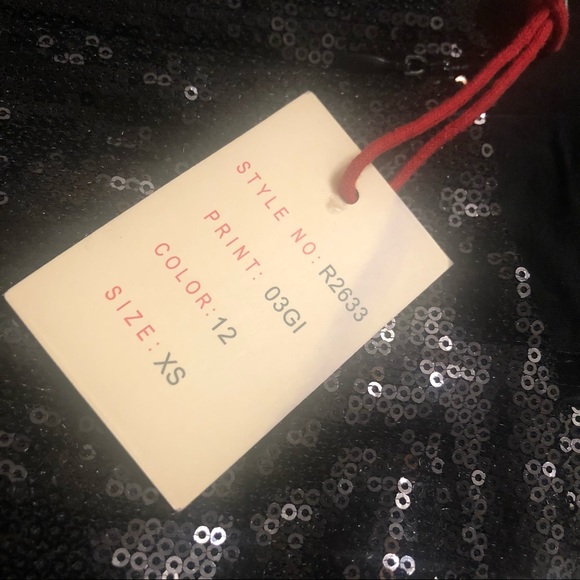 STYLE NO: R2633
PRINT: 03GI
COLOR: 12
SIZE: XS